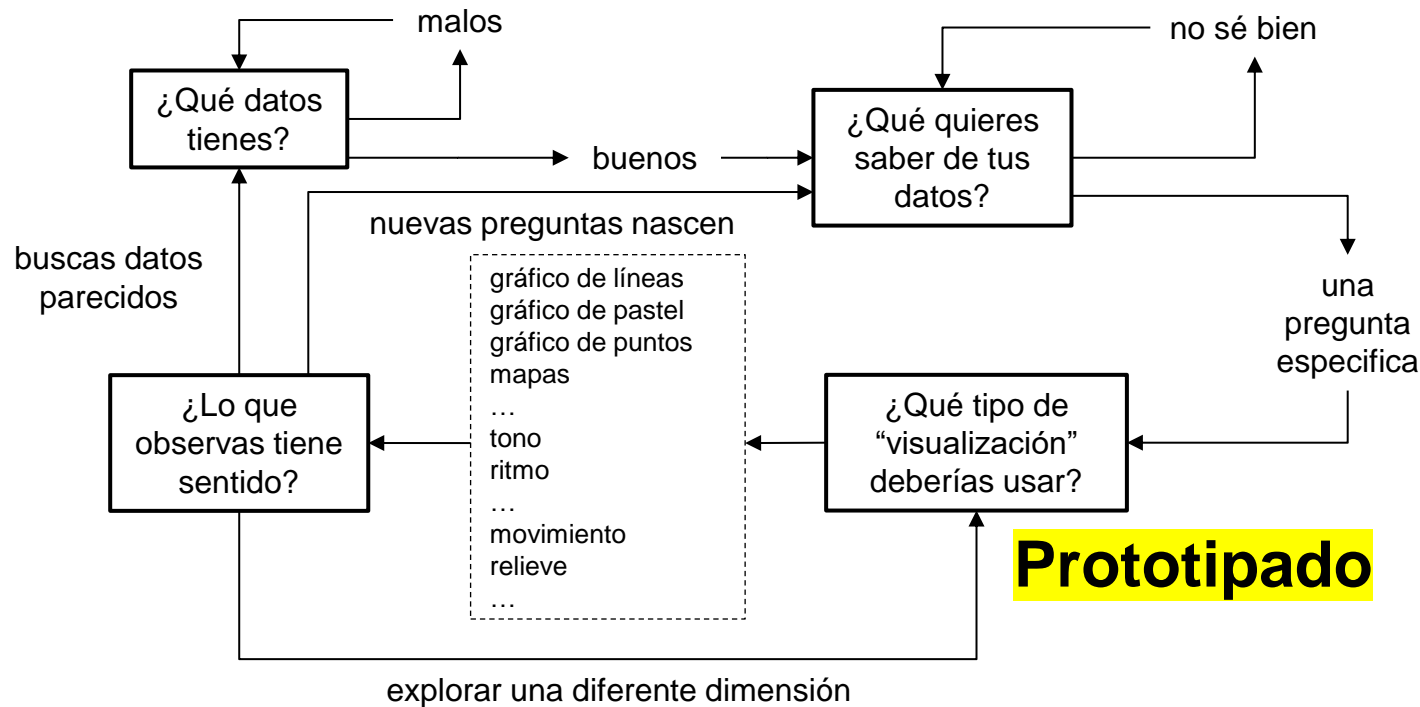 malos
no sé bien
¿Qué datos
tienes?
¿Qué quieres
saber de tus
datos?
buenos
nuevas preguntas nascen
buscas datos
parecidos
gráfico de líneas
gráfico de pastel
gráfico de puntos
mapas
…
tono
ritmo
…
movimiento
relieve
…
una
pregunta
especifica
¿Lo que
observas tiene
sentido?
¿Qué tipo de
“visualización”
deberías usar?
Prototipado
explorar una diferente dimensión